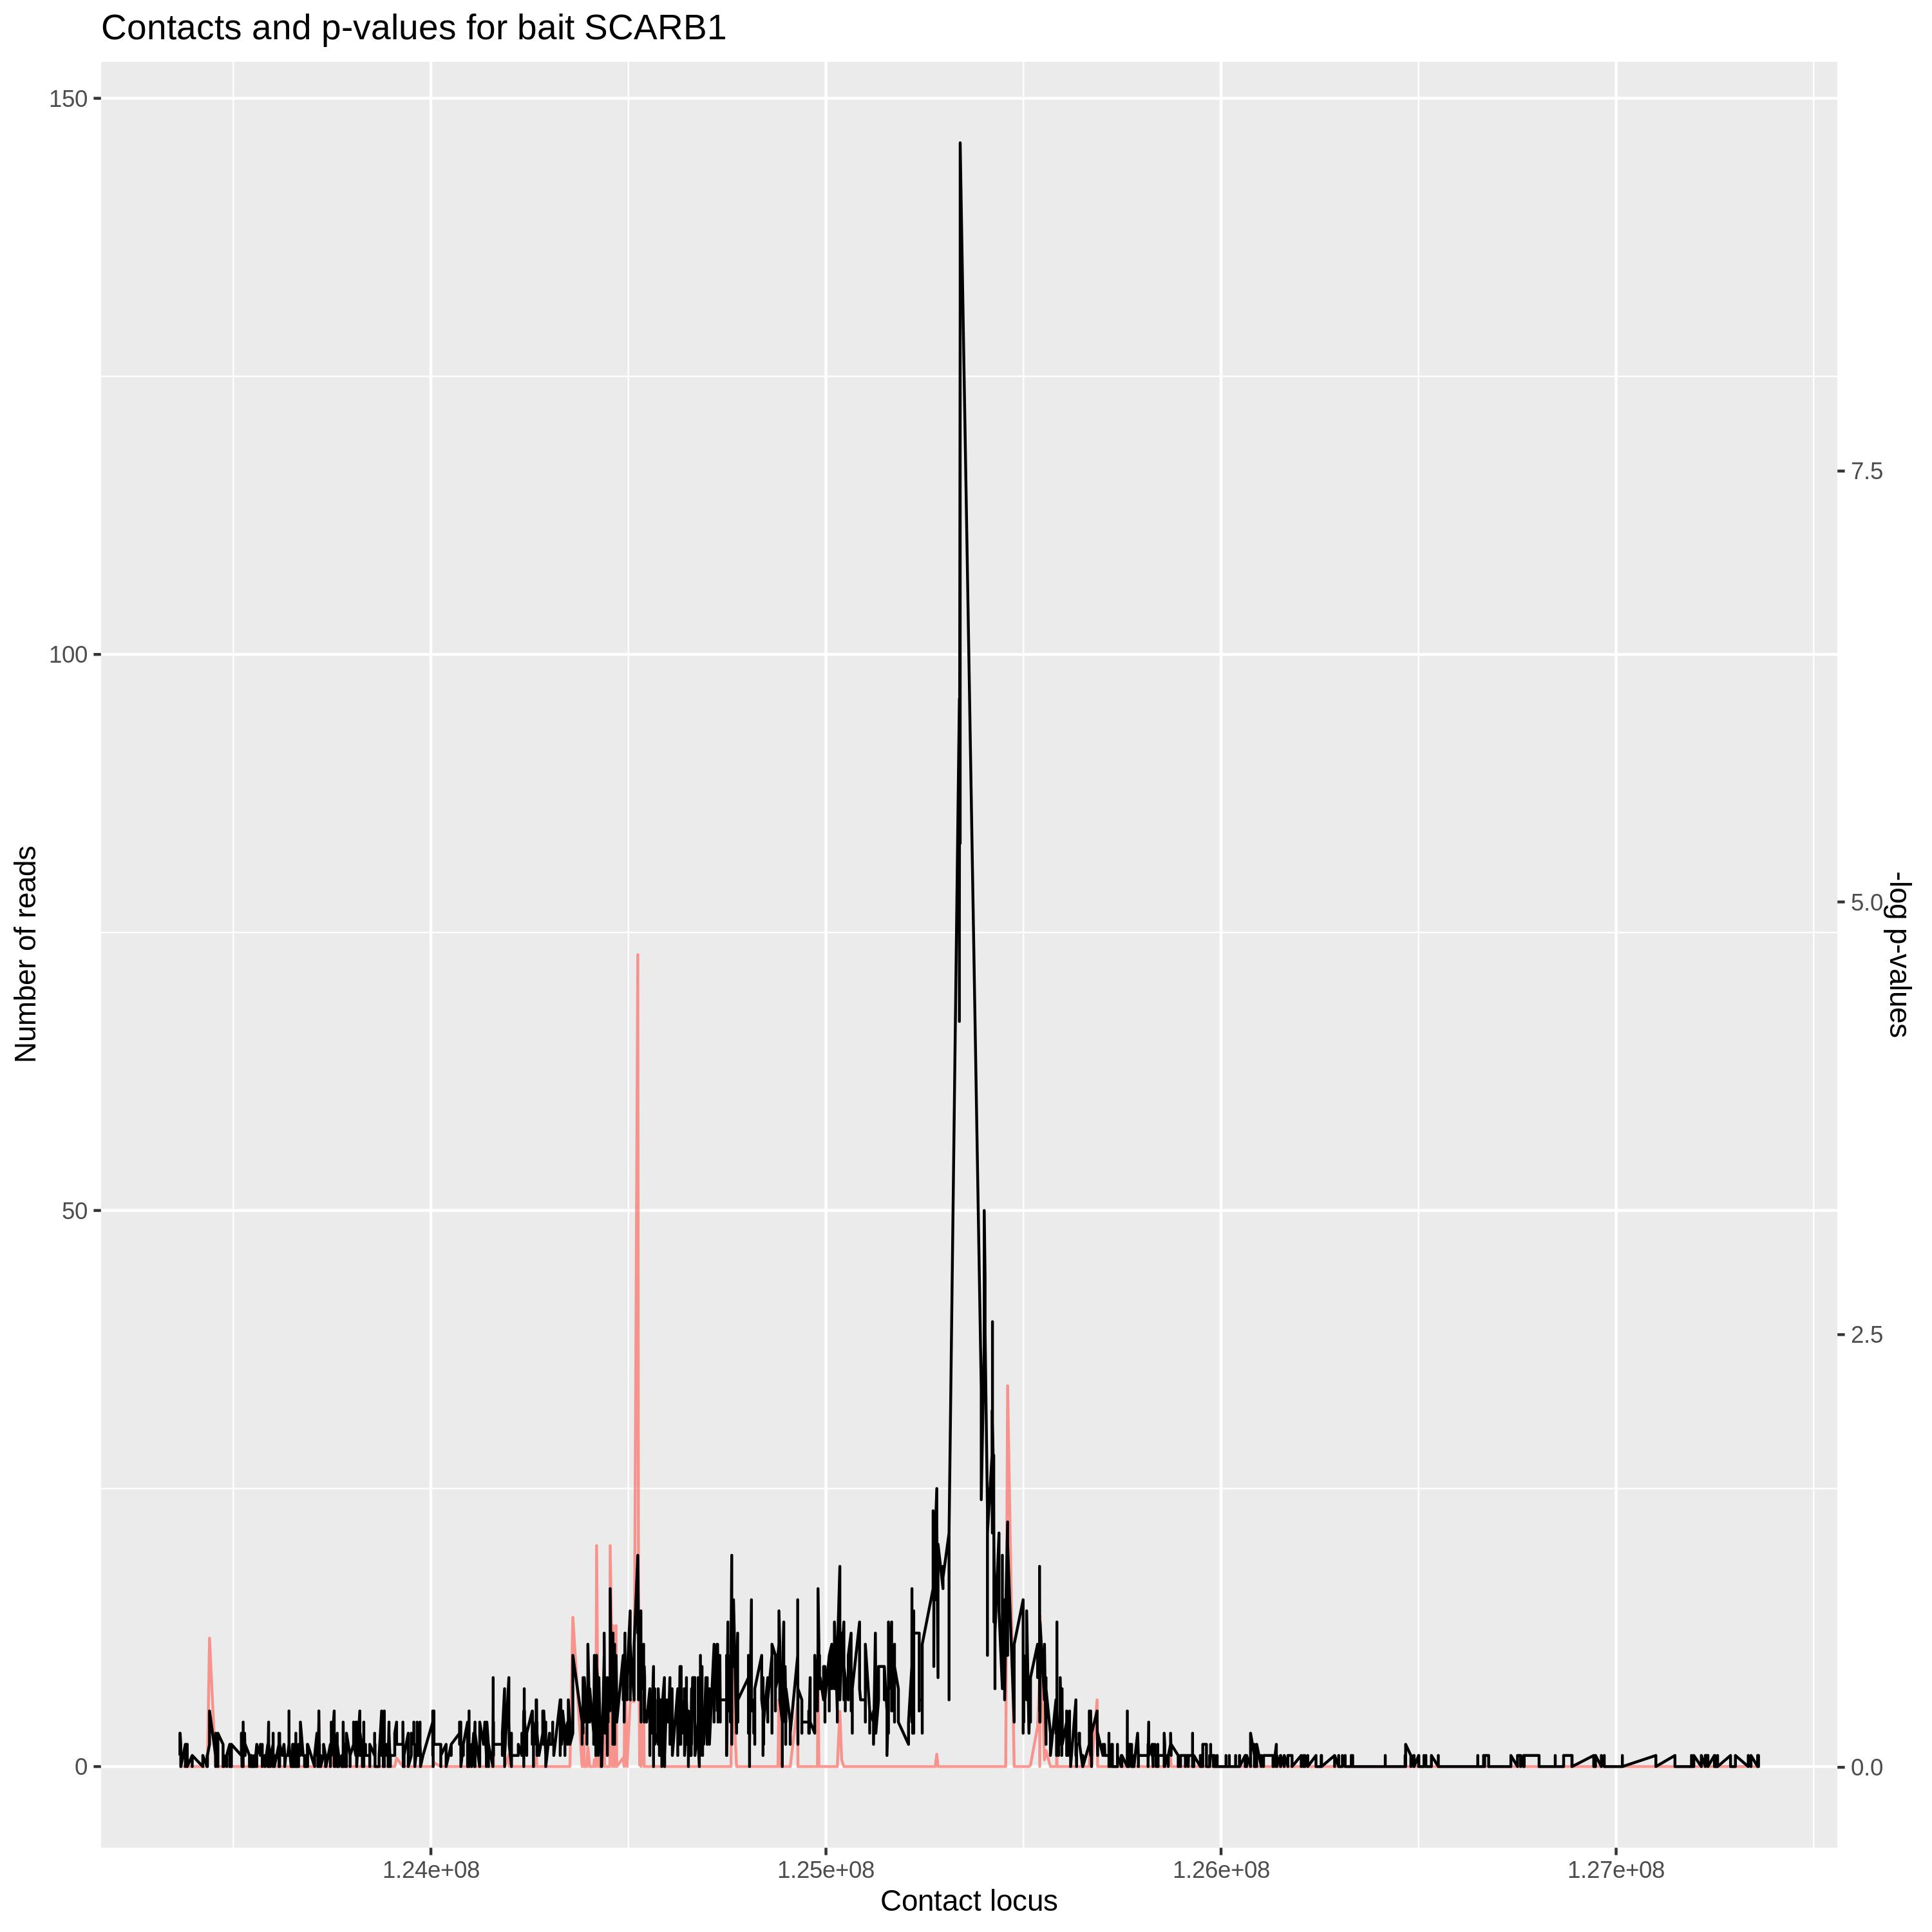 Contacts and p-values for bait SCARB1
150
100
50
0
Number of reads
7.5
5.0
2.5
0.0
-log p-values
1.24e+08
1.25e+08
1.26e+08
1.27e+08
Contact locus